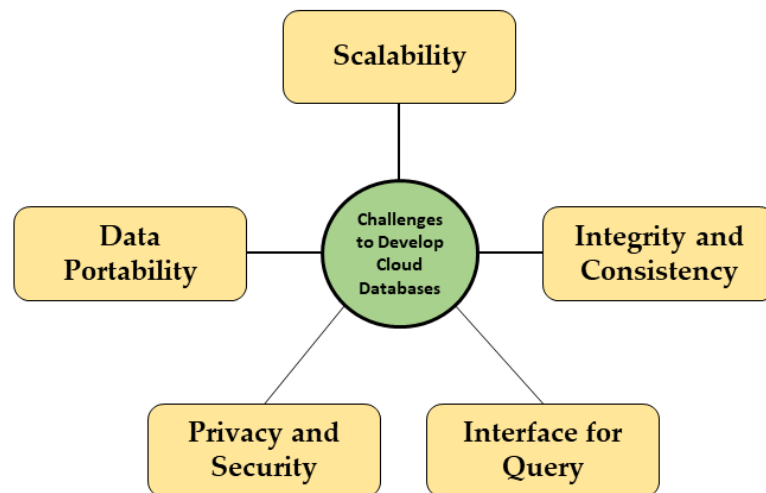 Scalability
Data
Portability
Challenges
to Develop
Cloud
Databases
Integrity and
Consistency
Privacy and
Security
Interface for
Query